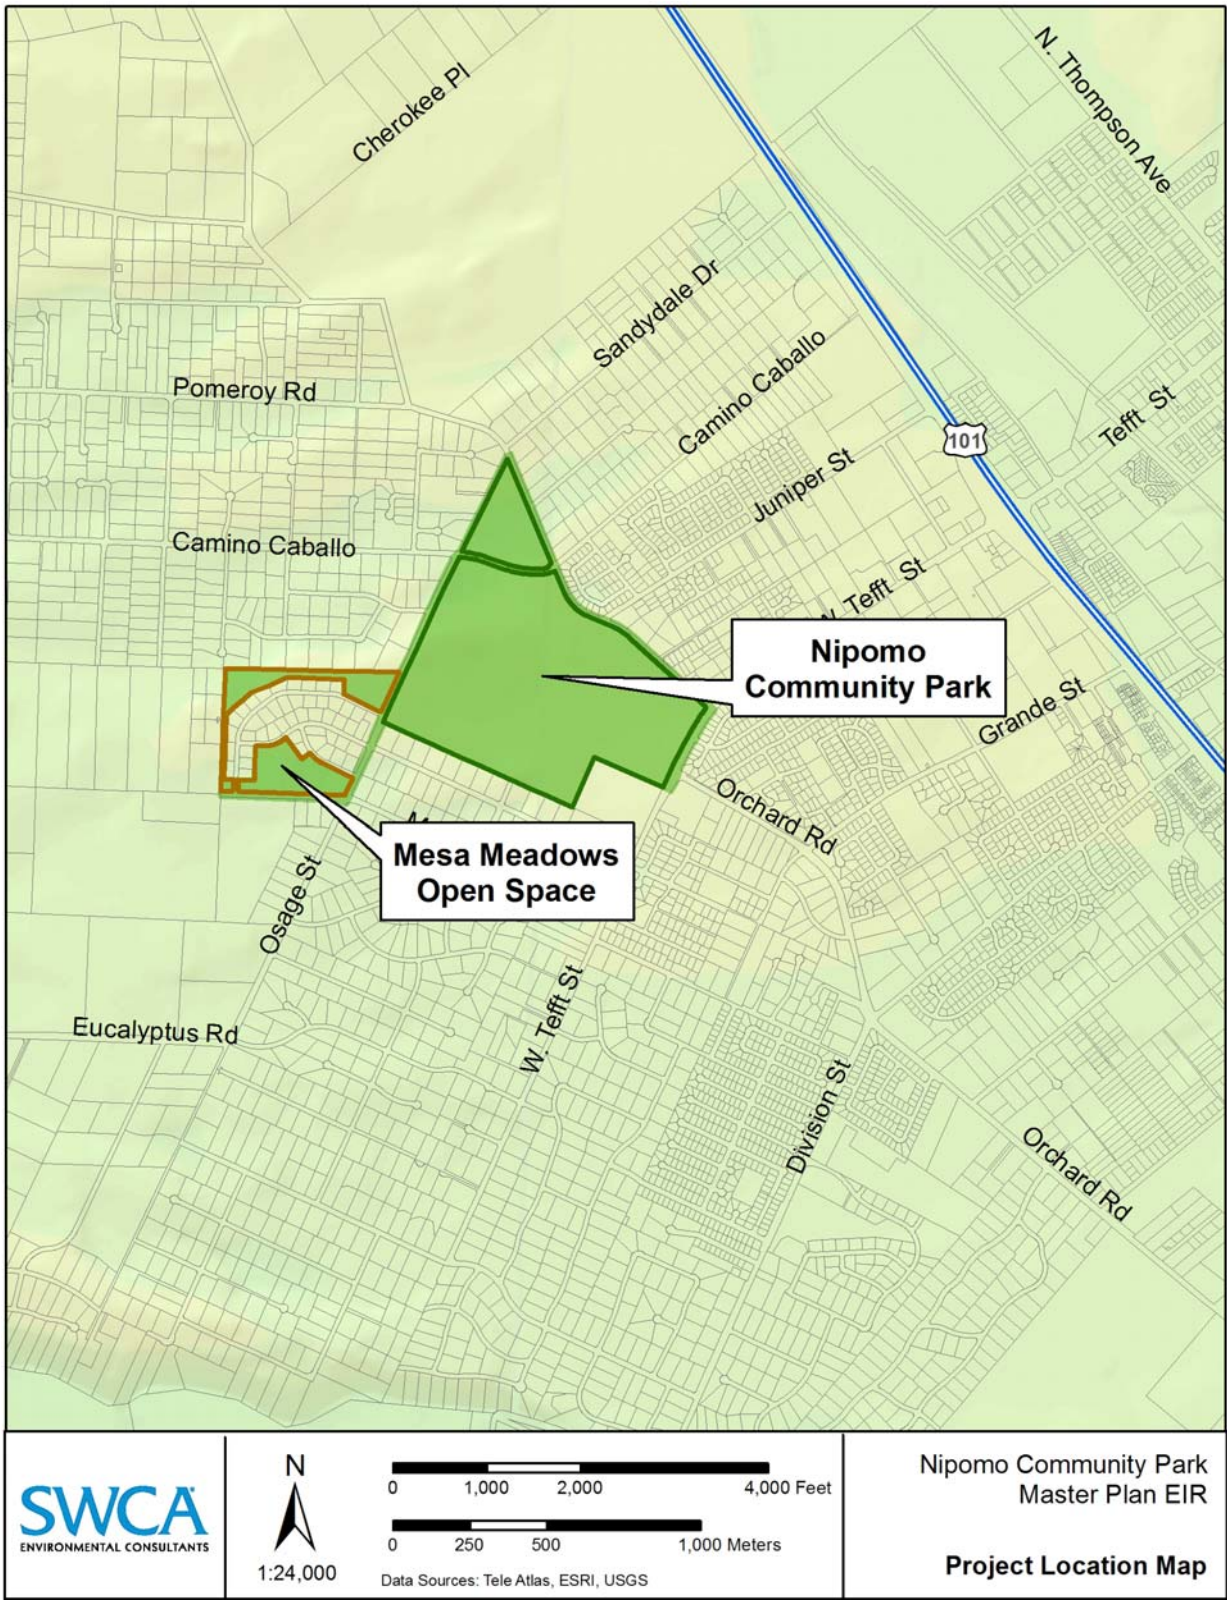 N. Thompson Ave
Cherokee Pl
Sandydale Dr
Camino Caballo
Pomeroy Rd
Tefft St
101
Juniper St
Camino Caballo
W. Tefft St
Nipomo
Community Park
Grande St
Orchard Rd
Mesa Meadows
Open Space
Osage St
W. Tefft St
Eucalyptus Rd
Division St
Orchard Rd
SWCA
ENVIRONMENTAL CONSULTANTS
N
1:24,000
0 1,000 2,000 4,000 Feet
0 250 500 1,000 Meters
Data Sources: Tele Atlas, ESRI, USGS
Nipomo Community Park
Master Plan EIR
Project Location Map